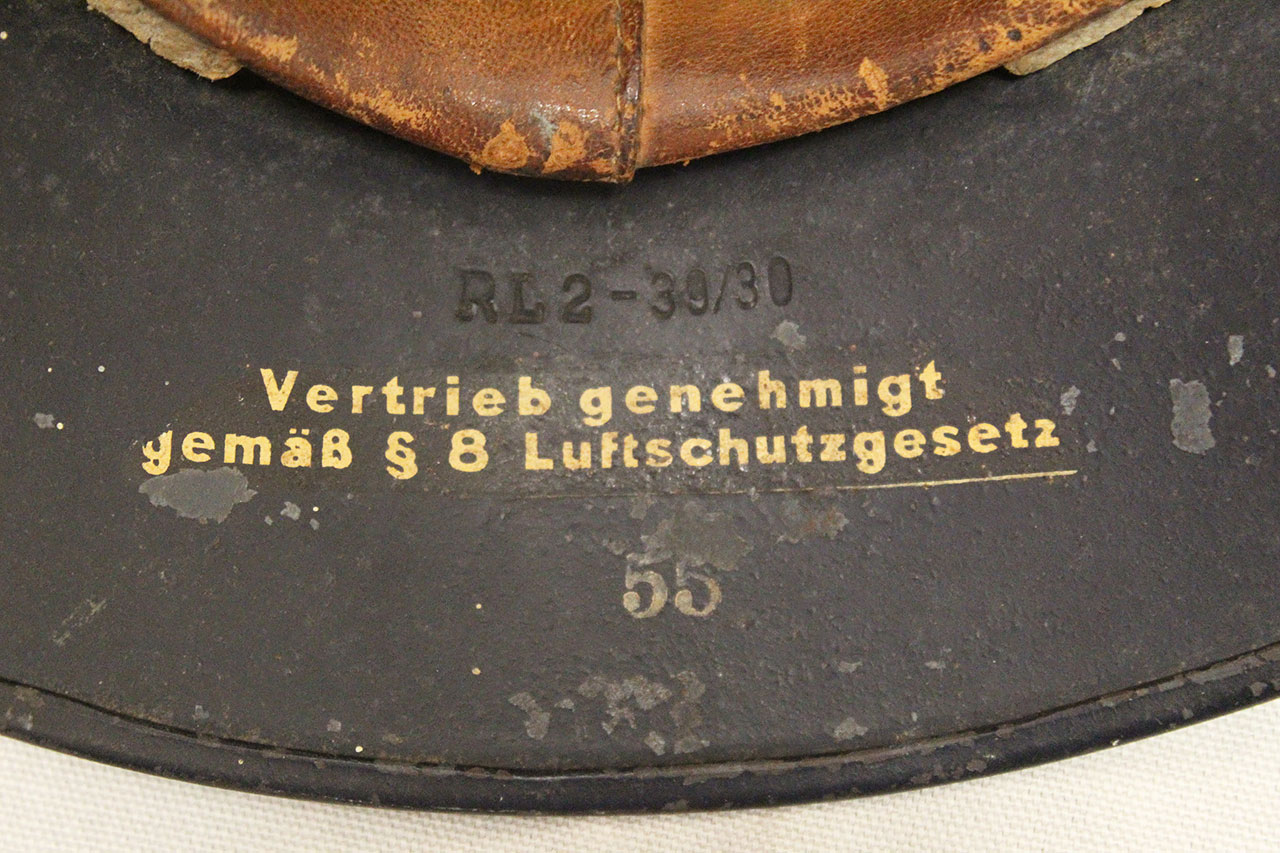 RL2-39/30
Vertrieb genehmigt
gemäß § 8 Luftschutzgesetz
55